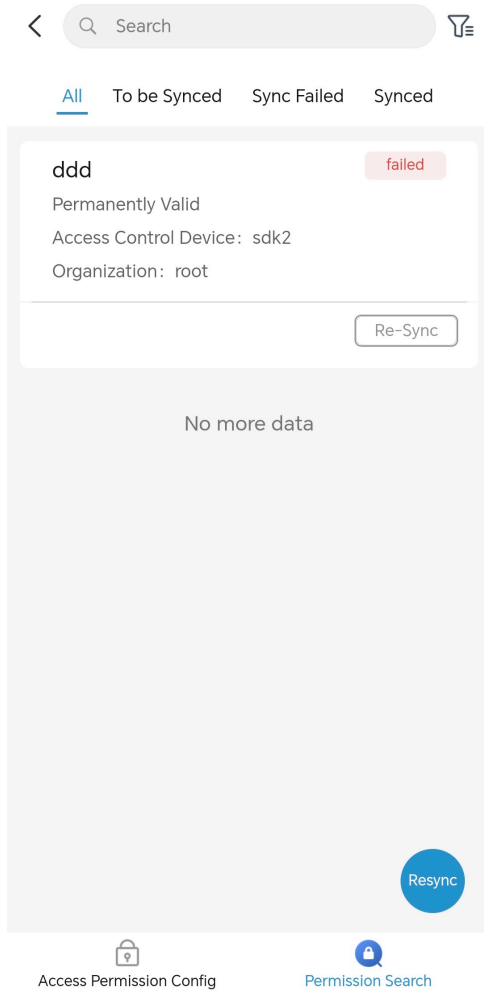 Search
All To be Synced Sync Failed Synced
ddd failed
Permanently Valid
Access Control Device: sdk2
Organization: root
Re-Sync
No more data
Resync
Access Permission Config Permission Search